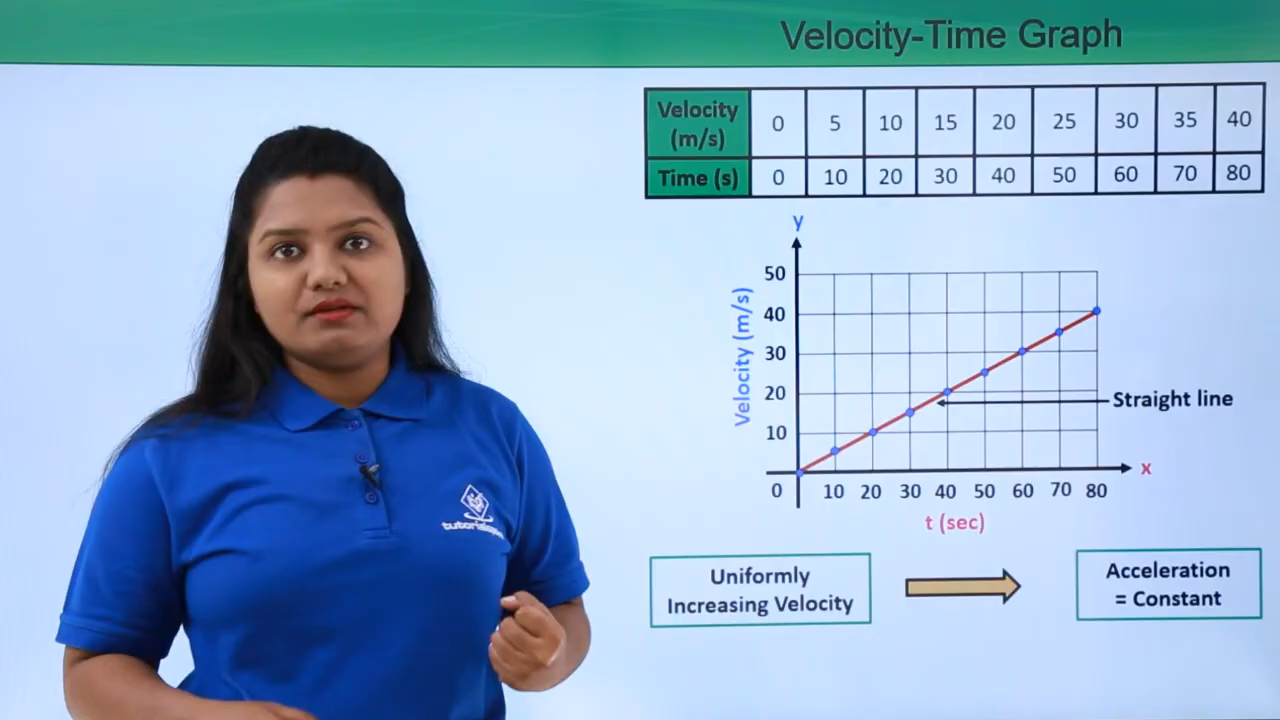 Velocity-Time Graph
Velocity (m/s) 0 5 10 15 20 25 30 35 40
Time (s) 0 10 20 30 40 50 60 70 80
y
50
40
30
20
10
Velocity (m/s)
Straight line
x
0 10 20 30 40 50 60 70 80
t (sec)
Uniformly
Increasing Velocity
Acceleration
= Constant